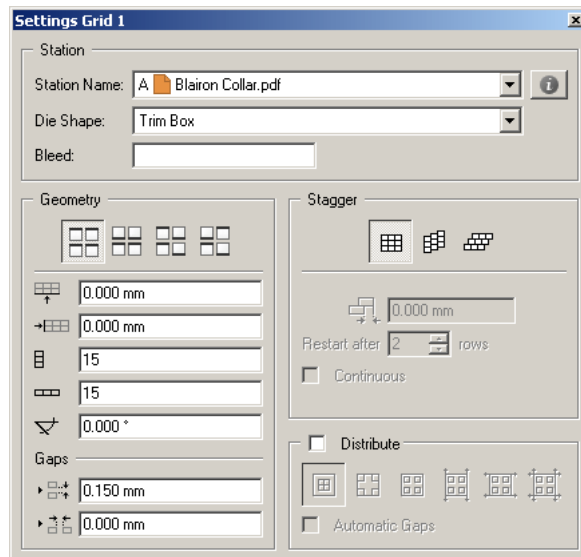 Settings Grid 1
Station
Station Name: A Blairon Collar.pdf
Die Shape: Trim Box
Bleed:
Geometry
0.000 mm
0.000 mm
15
15
0.000 °
Gaps
0.150 mm
0.000 mm
Stagger
0.000 mm
Restart after 2 rows
Continuous
Distribute
Automatic Gaps